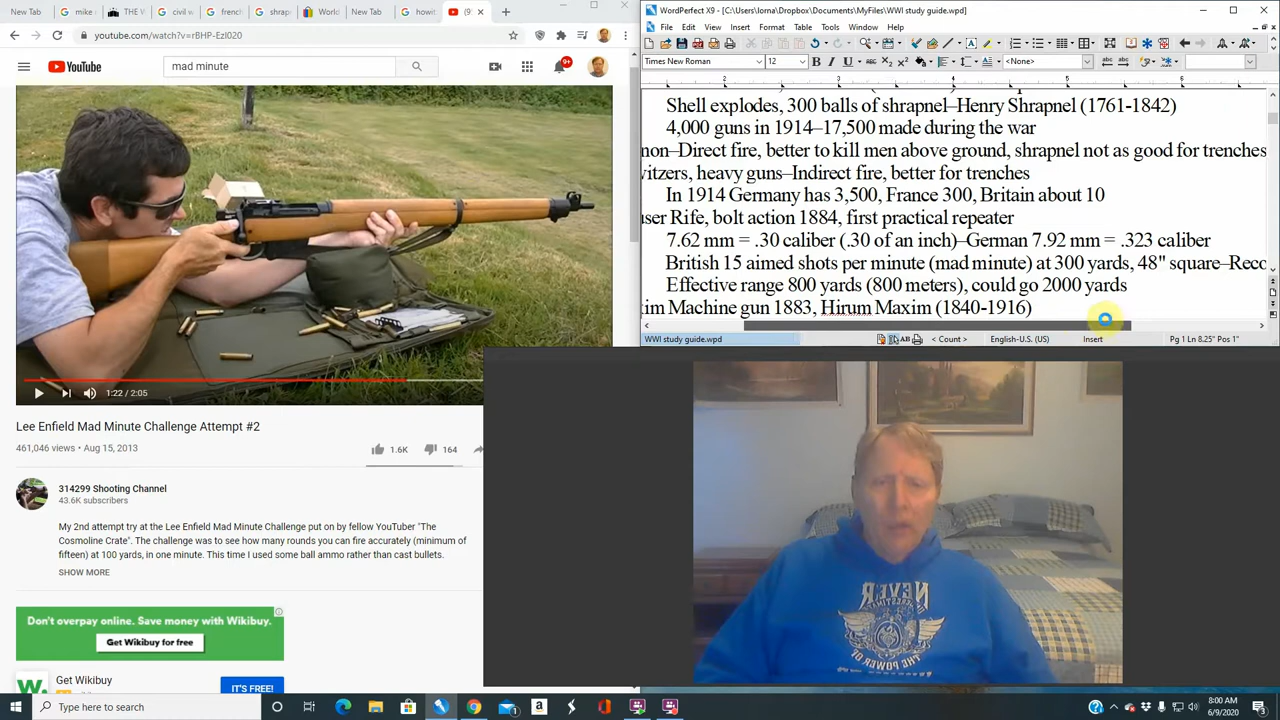 New Tab
mike
THE V
civil w
frenc
shrap
World
New Tab
howit
(9
youtube.com/watch?v=rBHP-EzI020
YouTube
mad minute
9+
1:22 / 2:05
Lee Enfield Mad Minute Challenge Attempt #2
461,046 views • Aug 15, 2013
1.6K
164
314299 Shooting Channel
43.6K subscribers
My 2nd attempt try at the Lee Enfield Mad Minute Challenge put on by fellow YouTuber "The
Cosmoline Crate". The challenge was to see how many rounds you can fire accurately (minimum of
fifteen) at 100 yards, in one minute. This time I used some ball ammo rather than cast bullets.
SHOW MORE
Don't overpay online. Save money with Wikibuy.
Get Wikibuy for free
Get Wikibuy
IT'S FREE!
WordPerfect X9 - [C:\Users\lorna\Dropbox\Documents\MyFiles\WWI study guide.wpd]
File Edit View Insert Format Table Tools Window Help
Times New Roman
12
<None>
2 3 4 5 6
Shell explodes, 300 balls of shrapnel–Henry Shrapnel (1761-1842)
4,000 guns in 1914–17,500 made during the war
non–Direct fire, better to kill men above ground, shrapnel not as good for trenches
witzers, heavy guns–Indirect fire, better for trenches
In 1914 Germany has 3,500, France 300, Britain about 10
user Rife, bolt action 1884, first practical repeater
7.62 mm = .30 caliber (.30 of an inch)–German 7.92 mm = .323 caliber
British 15 aimed shots per minute (mad minute) at 300 yards, 48" square–Reco
Effective range 800 yards (800 meters), could go 2000 yards
im Machine gun 1883, Hirum Maxim (1840-1916)
WWI study guide.wpd
< Count >
English-U.S. (US)
Insert
Pg 1 Ln 8.25" Pos 1"
NEVER
THE POWER OF
Type here to search
8:00 AM
6/9/2020